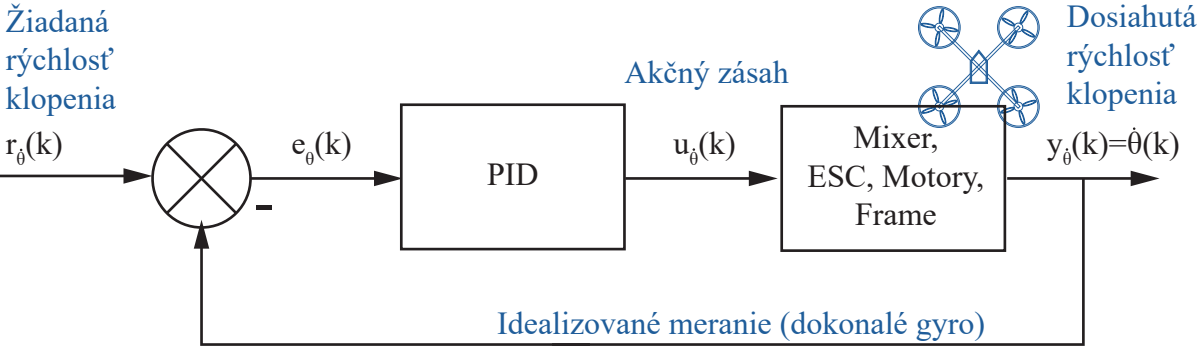 Žiadaná
rýchlosť
klopenia
r_θ̇(k)
e_θ(k)
PID
Akčný zásah
u_θ̇(k)
Mixer,
ESC, Motory,
Frame
Dosiahutá
rýchlosť
klopenia
y_θ̇(k)=θ̇(k)
-
Idealizované meranie (dokonalé gyro)